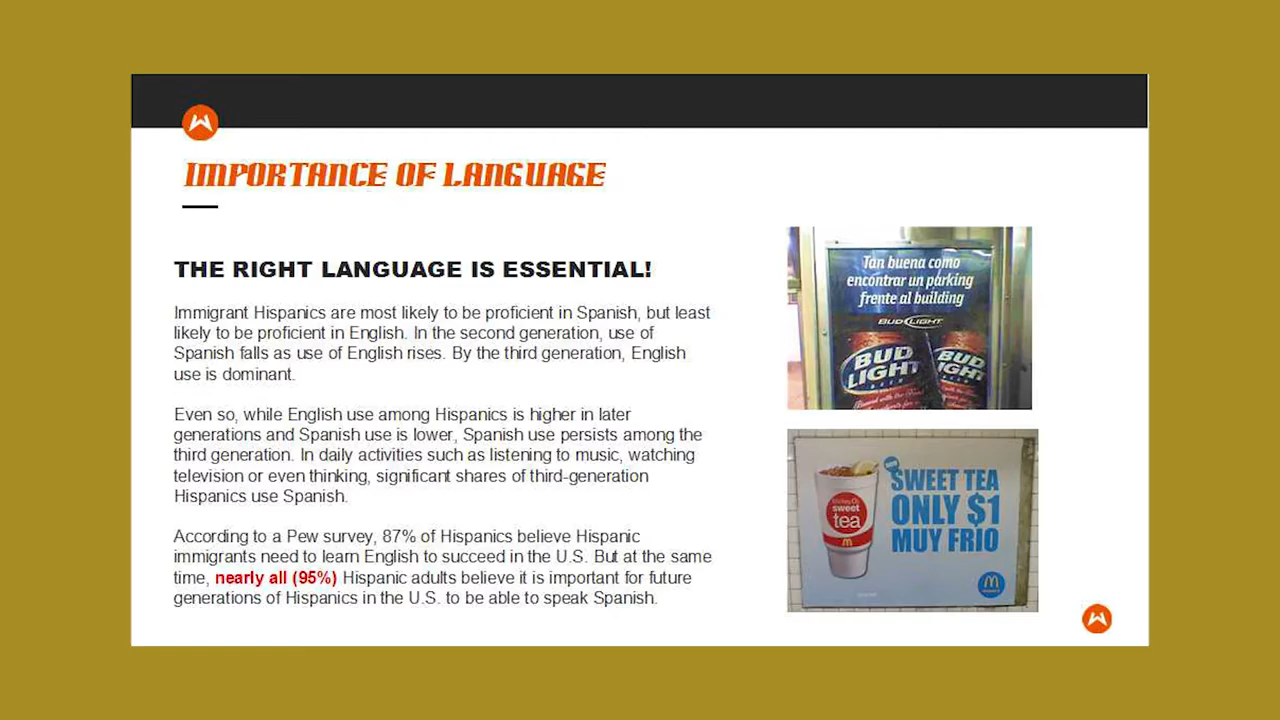 IMPORTANCE OF LANGUAGE
THE RIGHT LANGUAGE IS ESSENTIAL!
Immigrant Hispanics are most likely to be proficient in Spanish, but least
likely to be proficient in English. In the second generation, use of
Spanish falls as use of English rises. By the third generation, English
use is dominant.
Even so, while English use among Hispanics is higher in later
generations and Spanish use is lower, Spanish use persists among the
third generation. In daily activities such as listening to music, watching
television or even thinking, significant shares of third-generation
Hispanics use Spanish.
According to a Pew survey, 87% of Hispanics believe Hispanic
immigrants need to learn English to succeed in the U.S. But at the same
time, nearly all (95%) Hispanic adults believe it is important for future
generations of Hispanics in the U.S. to be able to speak Spanish.
Tan buena como
encontrar un parking
frente al building
BUD LIGHT
BUD
LIGHT
BUD
LIGHT
SWEET TEA
ONLY $1
MUY FRIO
sweet
tea